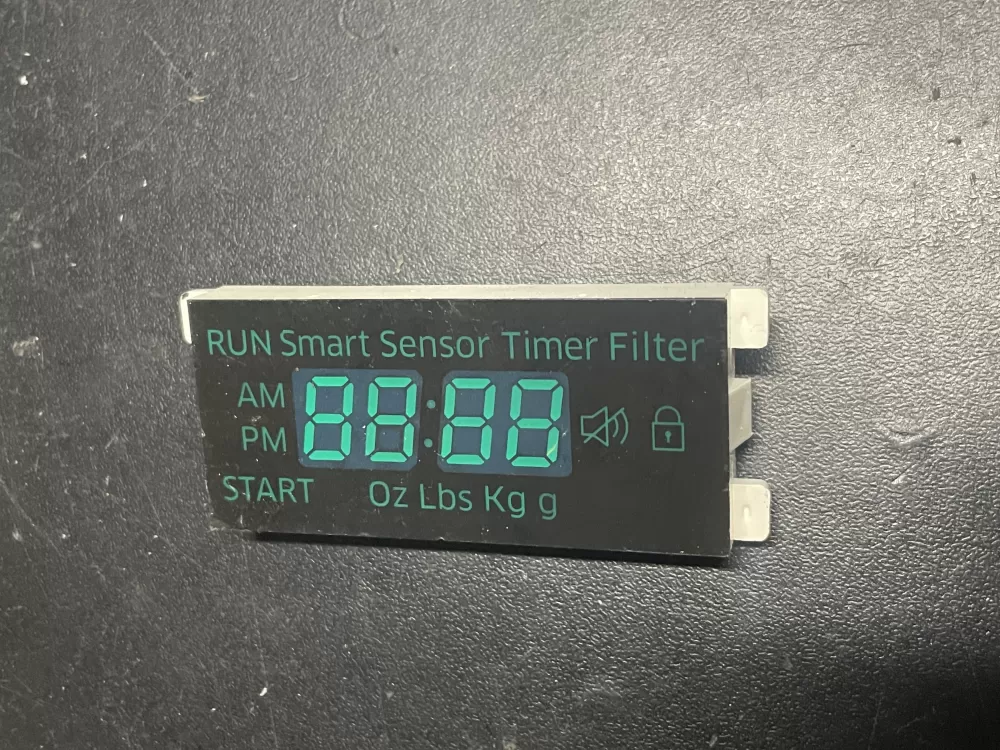 RUN Smart Sensor Timer Filter
AM
88:88
PM
START Oz Lbs Kg g